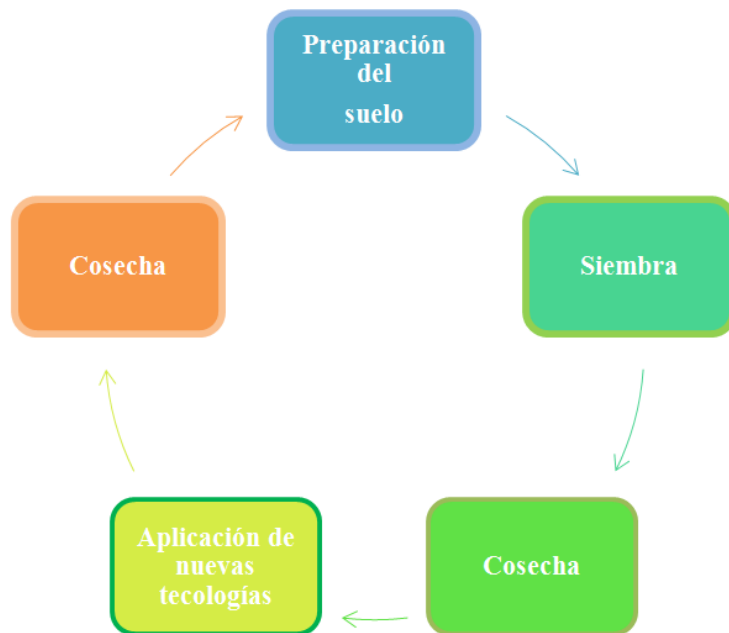 Preparación
del
suelo
Siembra
Cosecha
Aplicación de
nuevas
tecologías
Cosecha